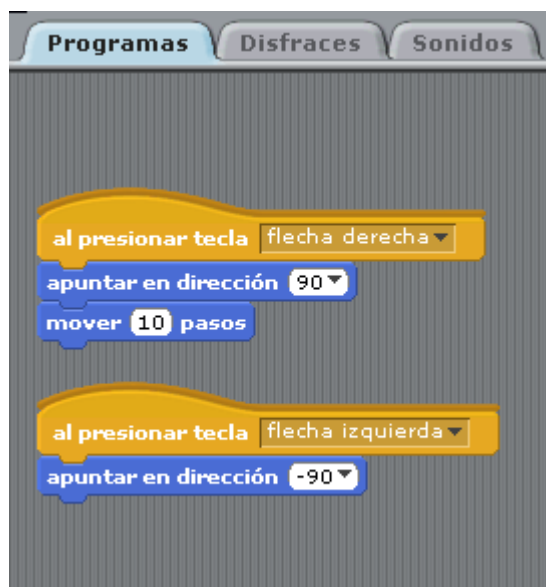 Programas Disfraces Sonidos
al presionar tecla flecha derecha
apuntar en dirección 90
mover 10 pasos
al presionar tecla flecha izquierda
apuntar en dirección -90